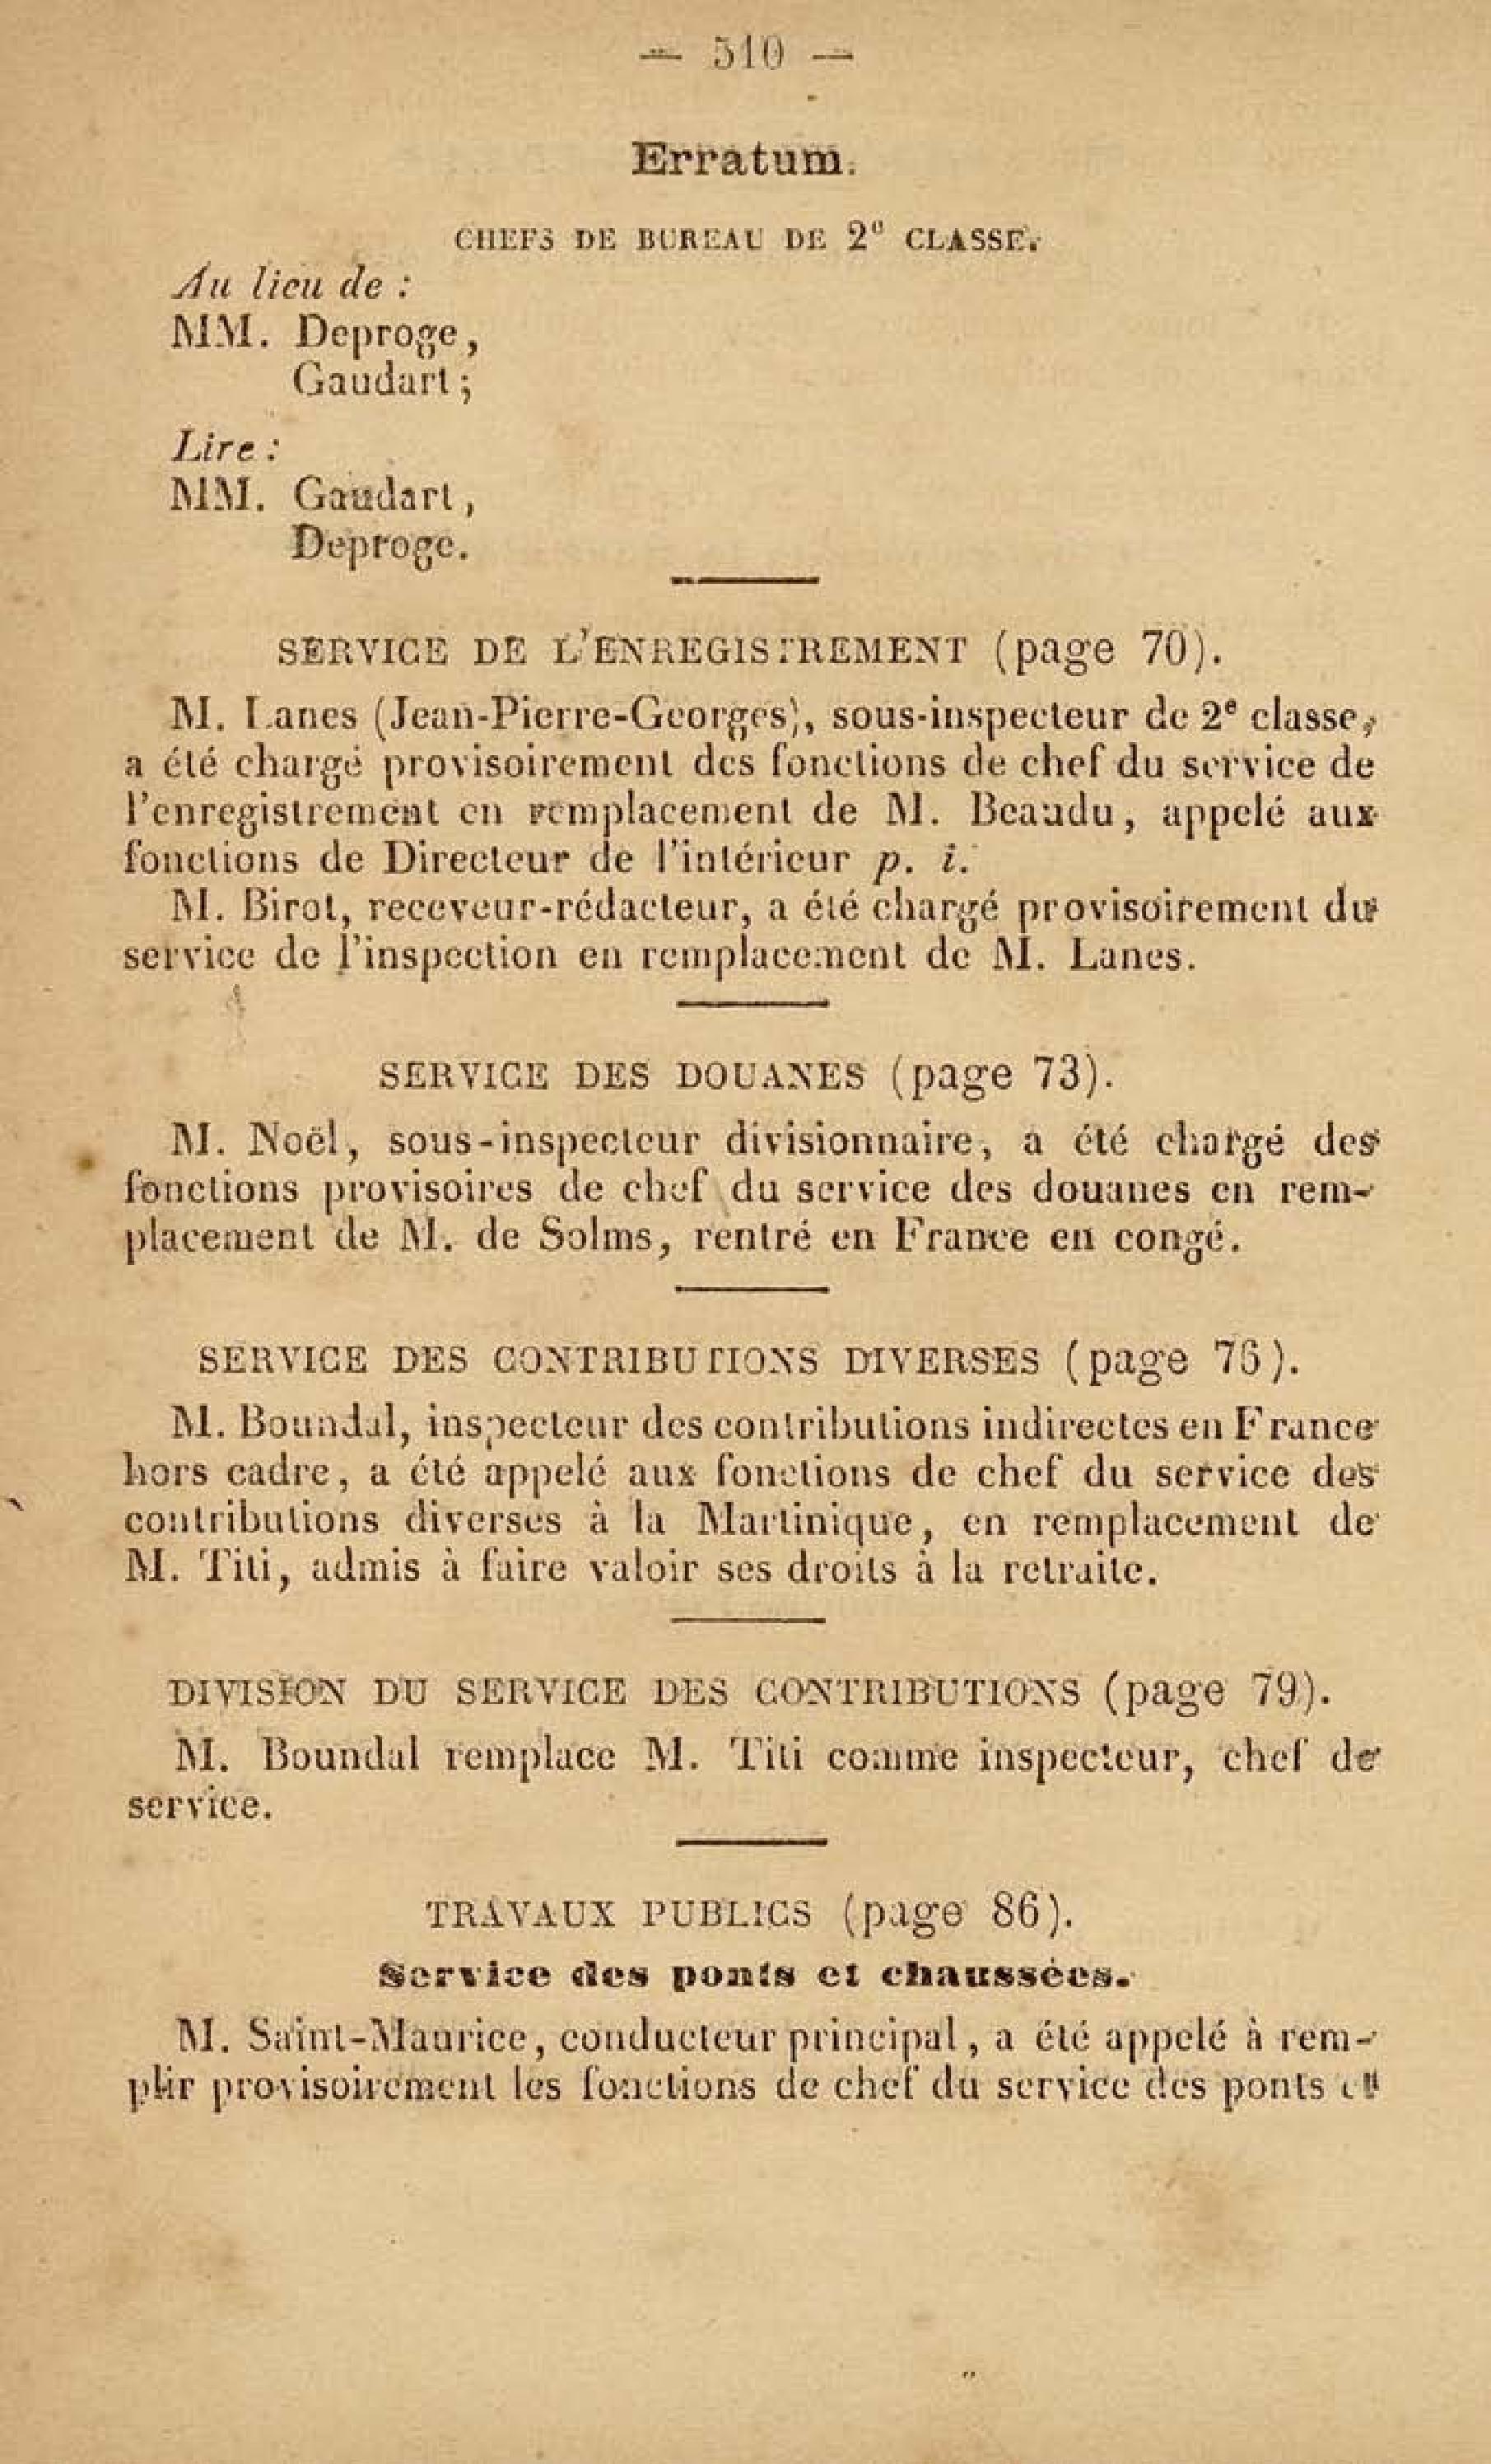 — 510 —
Erratum.
CHEFS DE BUREAU DE 2e CLASSE.
Au lieu de :
MM. Deproge,
Gaudart ;
Lire :
MM. Gaudart,
Deproge.
SERVICE DE L'ENREGISTREMENT (page 70).
M. Lanes (Jean-Pierre-Georges), sous-inspecteur de 2e classe,
a été chargé provisoirement des fonctions de chef du service de
l'enregistrement en remplacement de M. Beaudu, appelé aux
fonctions de Directeur de l'intérieur p. i.
M. Birot, receveur-rédacteur, a été chargé provisoirement du
service de l'inspection en remplacement de M. Lanes.
SERVICE DES DOUANES (page 73).
M. Noël, sous-inspecteur divisionnaire, a été chargé des
fonctions provisoires de chef du service des douanes en rem-
placement de M. de Solms, rentré en France en congé.
SERVICE DES CONTRIBUTIONS DIVERSES (page 76).
M. Boundal, inspecteur des contributions indirectes en France
hors cadre, a été appelé aux fonctions de chef du service des
contributions diverses à la Martinique, en remplacement de
M. Titi, admis à faire valoir ses droits à la retraite.
DIVISION DU SERVICE DES CONTRIBUTIONS (page 79).
M. Boundal remplace M. Titi comme inspecteur, chef de
service.
TRAVAUX PUBLICS (page 86).
Service des ponts et chaussées.
M. Saint-Maurice, conducteur principal, a été appelé à rem-
plir provisoirement les fonctions de chef du service des ponts et